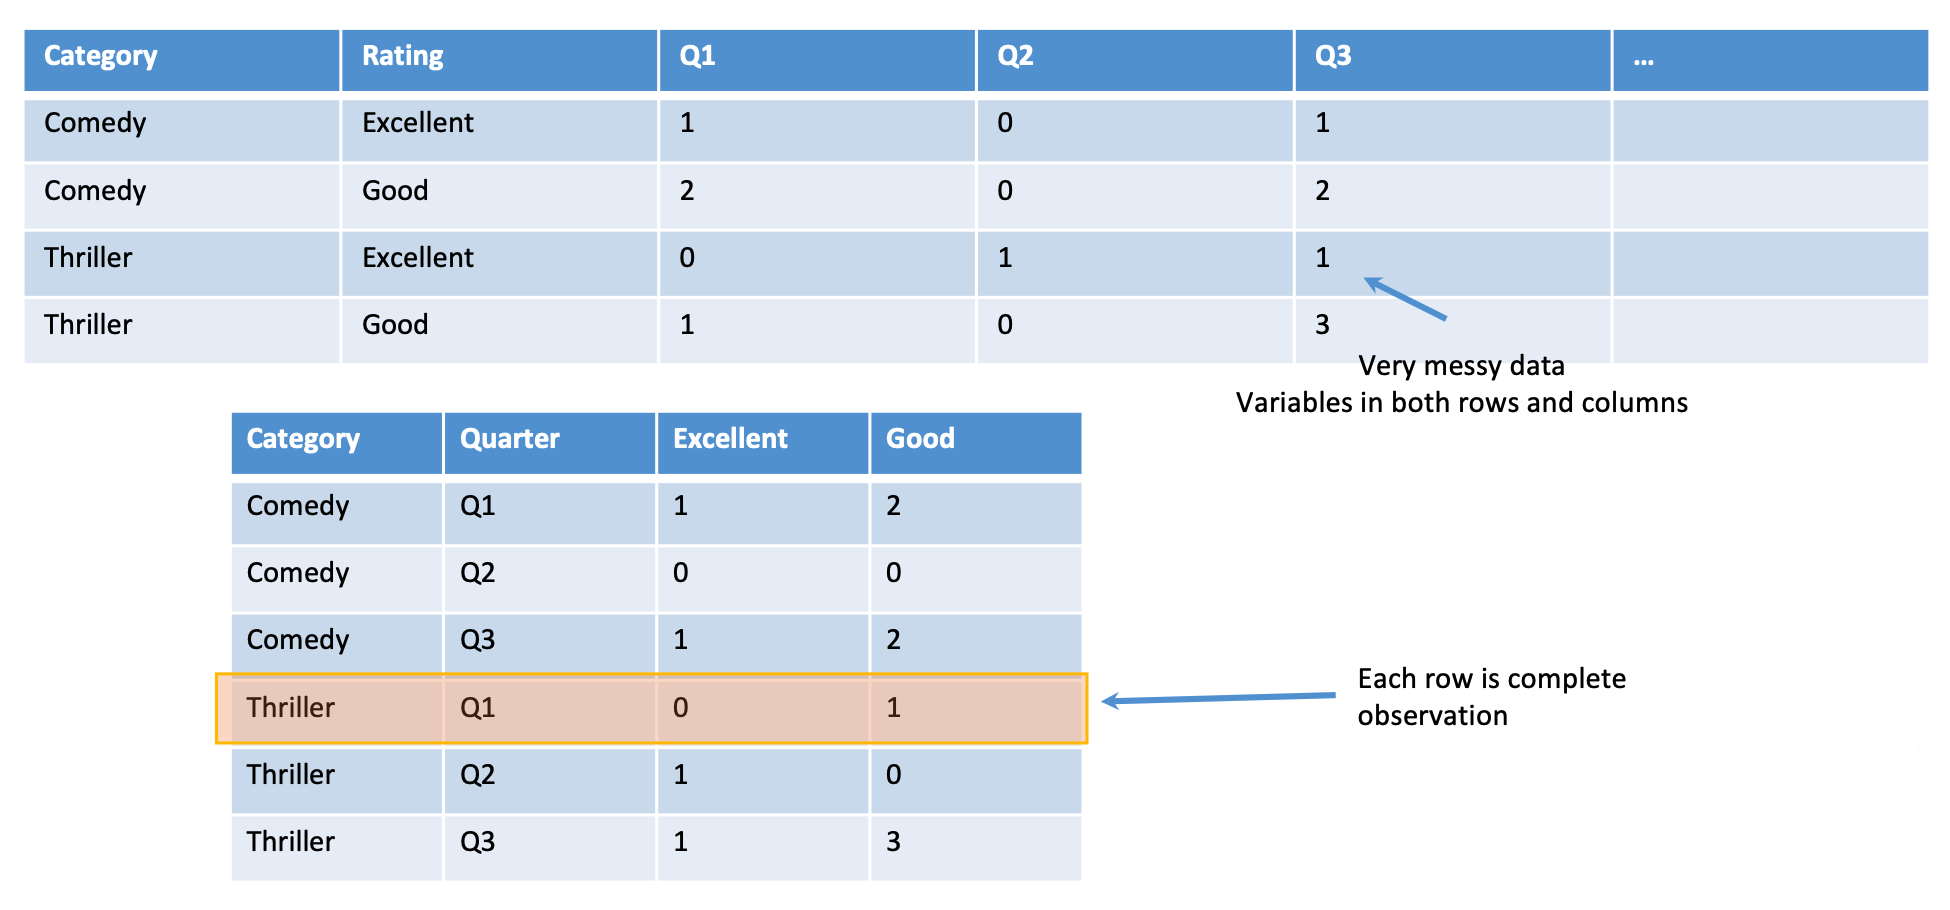 Category Rating Q1 Q2 Q3 ...
Comedy Excellent 1 0 1
Comedy Good 2 0 2
Thriller Excellent 0 1 1
Thriller Good 1 0 3
Very messy data
Variables in both rows and columns
Category Quarter Excellent Good
Comedy Q1 1 2
Comedy Q2 0 0
Comedy Q3 1 2
Thriller Q1 0 1
Each row is complete
observation
Thriller Q2 1 0
Thriller Q3 1 3